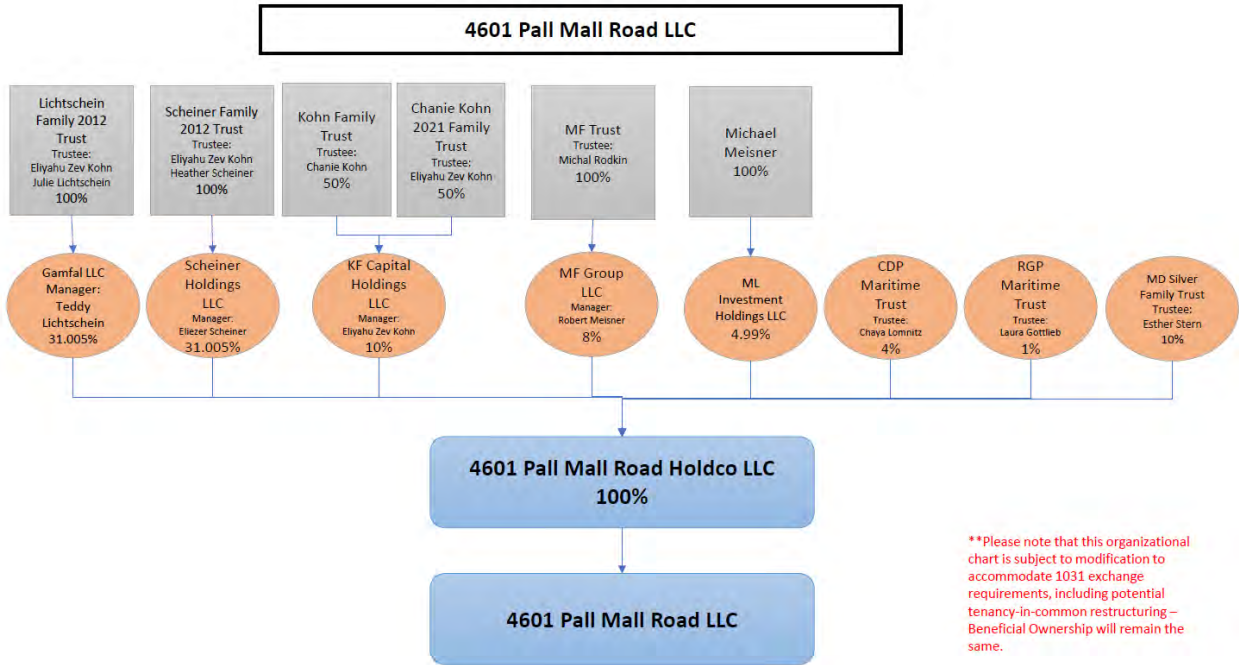 4601 Pall Mall Road LLC
Lichtschein
Family 2012
Trust
Trustee:
Eliyahu Zev Kohn
Julie Lichtschein
100%
Scheiner Family
2012 Trust
Trustee:
Eliyahu Zev Kohn
Heather Scheiner
100%
Kohn Family
Trust
Trustee:
Chanie Kohn
50%
Chanie Kohn
2021 Family
Trust
Trustee:
Eliyahu Zev Kohn
50%
MF Trust
Trustee:
Michal Rodkin
100%
Michael
Meisner
100%
Gamfal LLC
Manager:
Teddy
Lichtschein
31.005%
Scheiner
Holdings
LLC
Manager:
Eliezer Scheiner
31.005%
KF Capital
Holdings
LLC
Manager:
Eliyahu Zev Kohn
10%
MF Group
LLC
Manager:
Robert Meisner
8%
ML
Investment
Holdings LLC
4.99%
CDP
Maritime
Trust
Trustee:
Chaya Lomnitz
4%
RGP
Maritime
Trust
Trustee:
Laura Gottlieb
1%
MD Silver
Family Trust
Trustee:
Esther Stern
10%
4601 Pall Mall Road Holdco LLC
100%
4601 Pall Mall Road LLC
**Please note that this organizational
chart is subject to modification to
accommodate 1031 exchange
requirements, including potential
tenancy-in-common restructuring –
Beneficial Ownership will remain the
same.